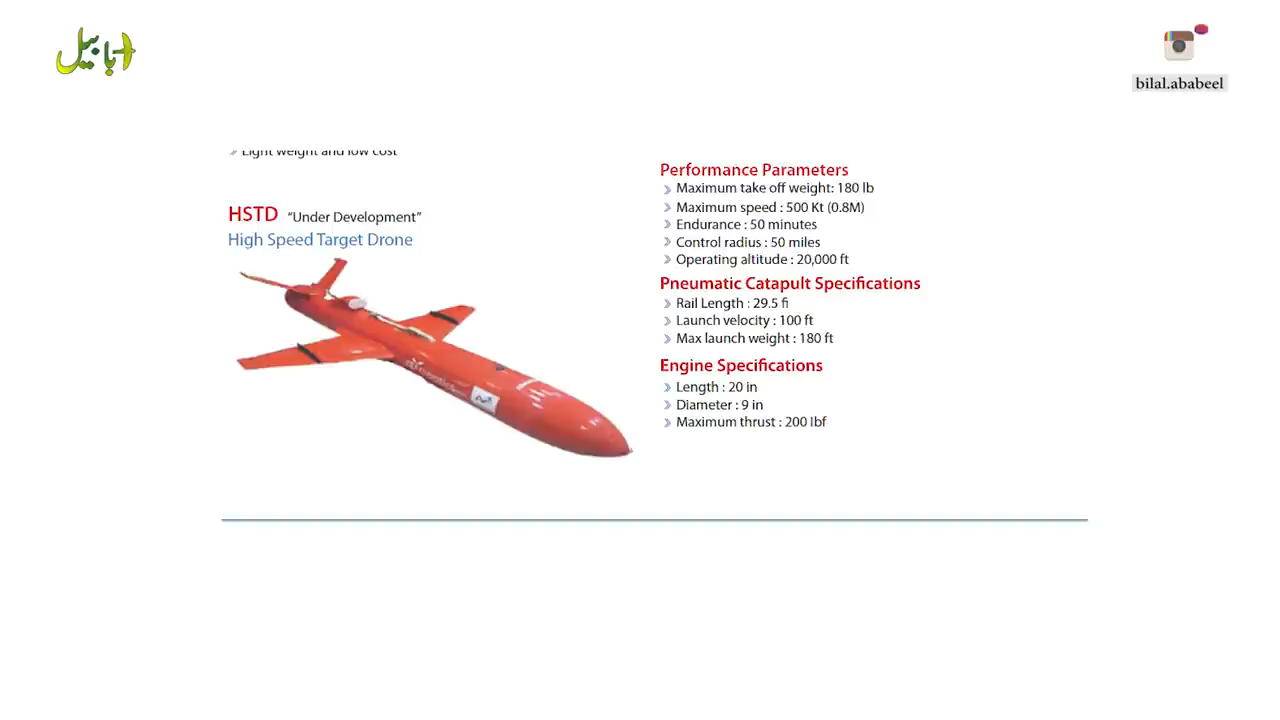 ابابیل
bilal.ababeel
Light weight and low cost
HSTD “Under Development”
High Speed Target Drone
Performance Parameters
Maximum take off weight: 180 lb
Maximum speed : 500 Kt (0.8M)
Endurance : 50 minutes
Control radius : 50 miles
Operating altitude : 20,000 ft
Pneumatic Catapult Specifications
Rail Length : 29.5 fi
Launch velocity : 100 ft
Max launch weight : 180 ft
Engine Specifications
Length : 20 in
Diameter : 9 in
Maximum thrust : 200 lbf